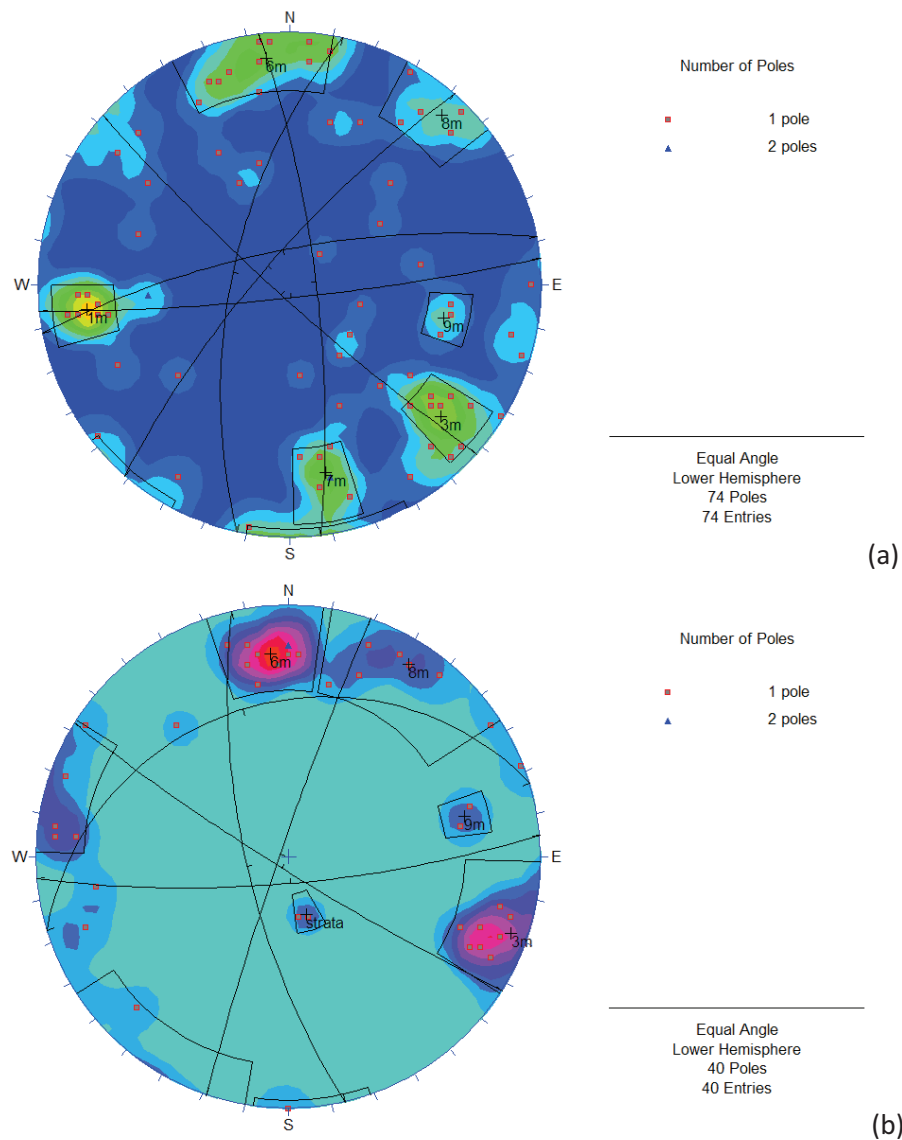 N
6m
8m
W
E
1m
9m
3m
7m
S
Number of Poles
1 pole
2 poles
Equal Angle
Lower Hemisphere
74 Poles
74 Entries
(a)
N
6m
8m
9m
W
E
strata
3m
S
Number of Poles
1 pole
2 poles
Equal Angle
Lower Hemisphere
40 Poles
40 Entries
(b)